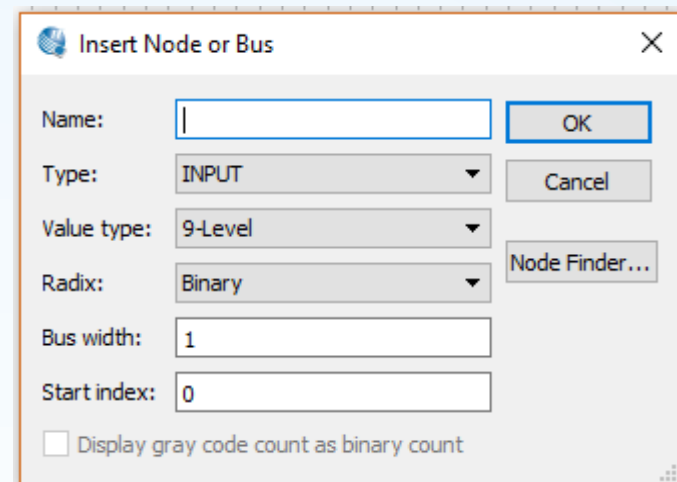 Insert Node or Bus
Name:
OK
Type: INPUT
Cancel
Value type: 9-Level
Node Finder...
Radix: Binary
Bus width: 1
Start index: 0
Display gray code count as binary count